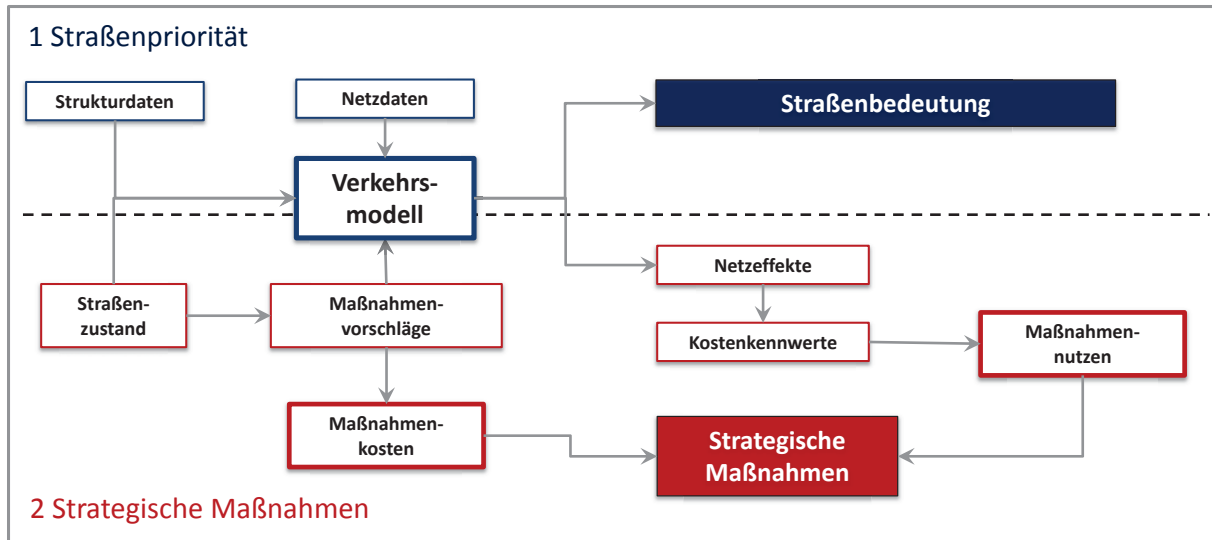 1 Straßenpriorität
Strukturdaten
Netzdaten
Straßenbedeutung
Verkehrs-
modell
Netzeffekte
Straßen-
zustand
Maßnahmen-
vorschläge
Kostenkennwerte
Maßnahmen-
nutzen
Maßnahmen-
kosten
Strategische
Maßnahmen
2 Strategische Maßnahmen